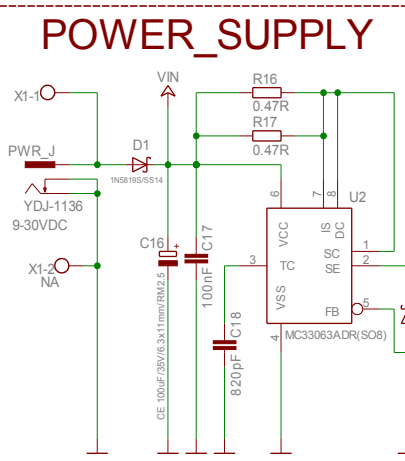 POWER_SUPPLY
VIN
R16
0.47R
R17
0.47R
X1-1
PWR_J
D1
1N5819S/SS14
YDJ-1136
9-30VDC
X1-2
NA
C16
+
CE 100uF/35V/6.3x11mm/RM2.5
C17
100nF
C18
820pF
U2
6
7
8
VCC
IS
DC
3
TC
SC
1
SE
2
VSS
FB
5
4
MC33063ADR(SO8)